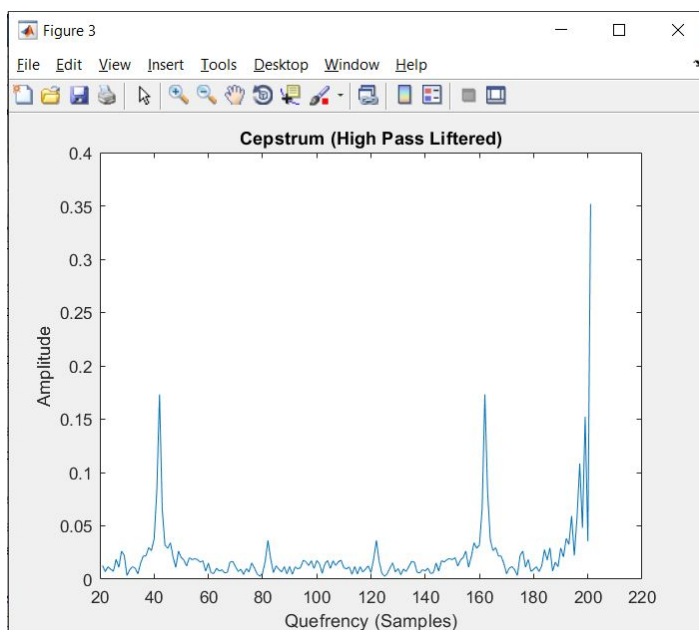 Figure 3
File Edit View Insert Tools Desktop Window Help
Cepstrum (High Pass Liftered)
0.4
0.35
0.3
0.25
0.2
0.15
0.1
0.05
0
Amplitude
20 40 60 80 100 120 140 160 180 200 220
Quefrency (Samples)